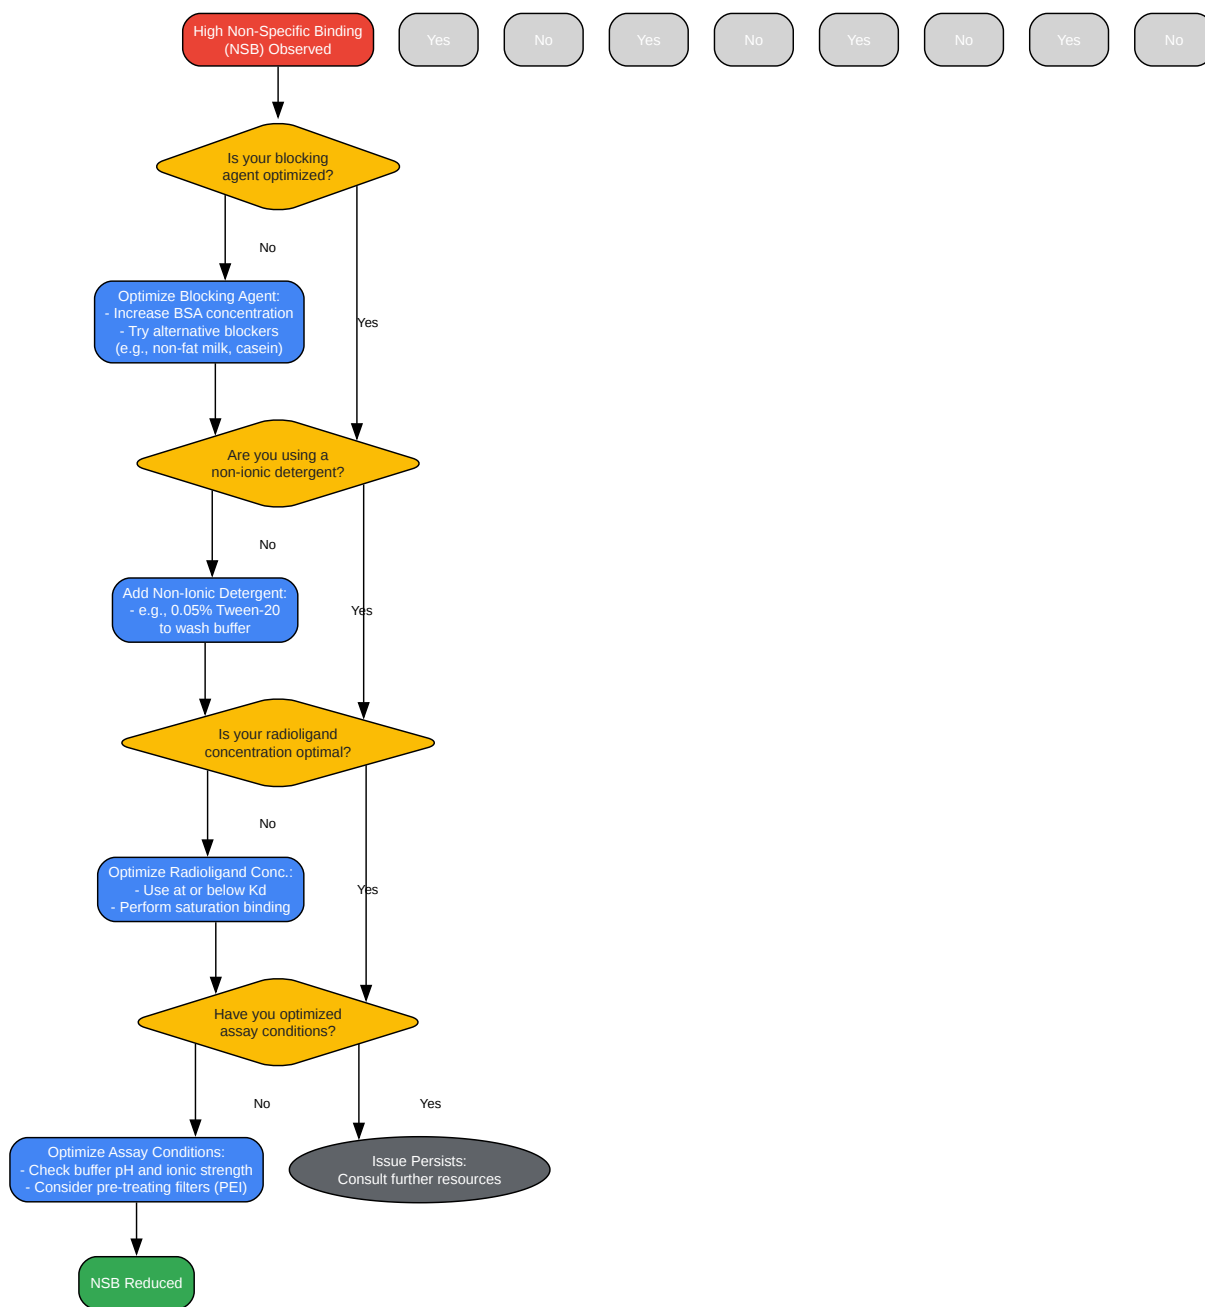 High Non-Specific Binding
(NSB) Observed
Yes
No
Yes
No
Yes
No
Yes
No
Is your blocking
agent optimized?
No
Optimize Blocking Agent:
- Increase BSA concentration
- Try alternative blockers
(e.g., non-fat milk, casein)
Yes
Are you using a
non-ionic detergent?
No
Add Non-Ionic Detergent:
- e.g., 0.05% Tween-20
to wash buffer
Yes
Is your radioligand
concentration optimal?
No
Optimize Radioligand Conc.:
- Use at or below Kd
- Perform saturation binding
Yes
Have you optimized
assay conditions?
No
Yes
Optimize Assay Conditions:
- Check buffer pH and ionic strength
- Consider pre-treating filters (PEI)
Issue Persists:
Consult further resources
NSB Reduced